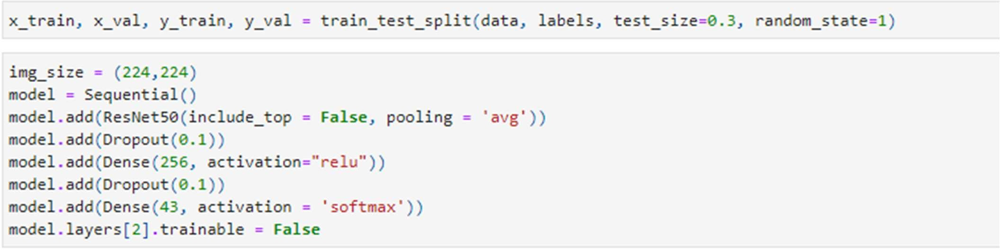 x_train, x_val, y_train, y_val = train_test_split(data, labels, test_size=0.3, random_state=1)
img_size = (224,224)
model = Sequential()
model.add(ResNet50(include_top = False, pooling = 'avg'))
model.add(Dropout(0.1))
model.add(Dense(256, activation="relu"))
model.add(Dropout(0.1))
model.add(Dense(43, activation = 'softmax'))
model.layers[2].trainable = False